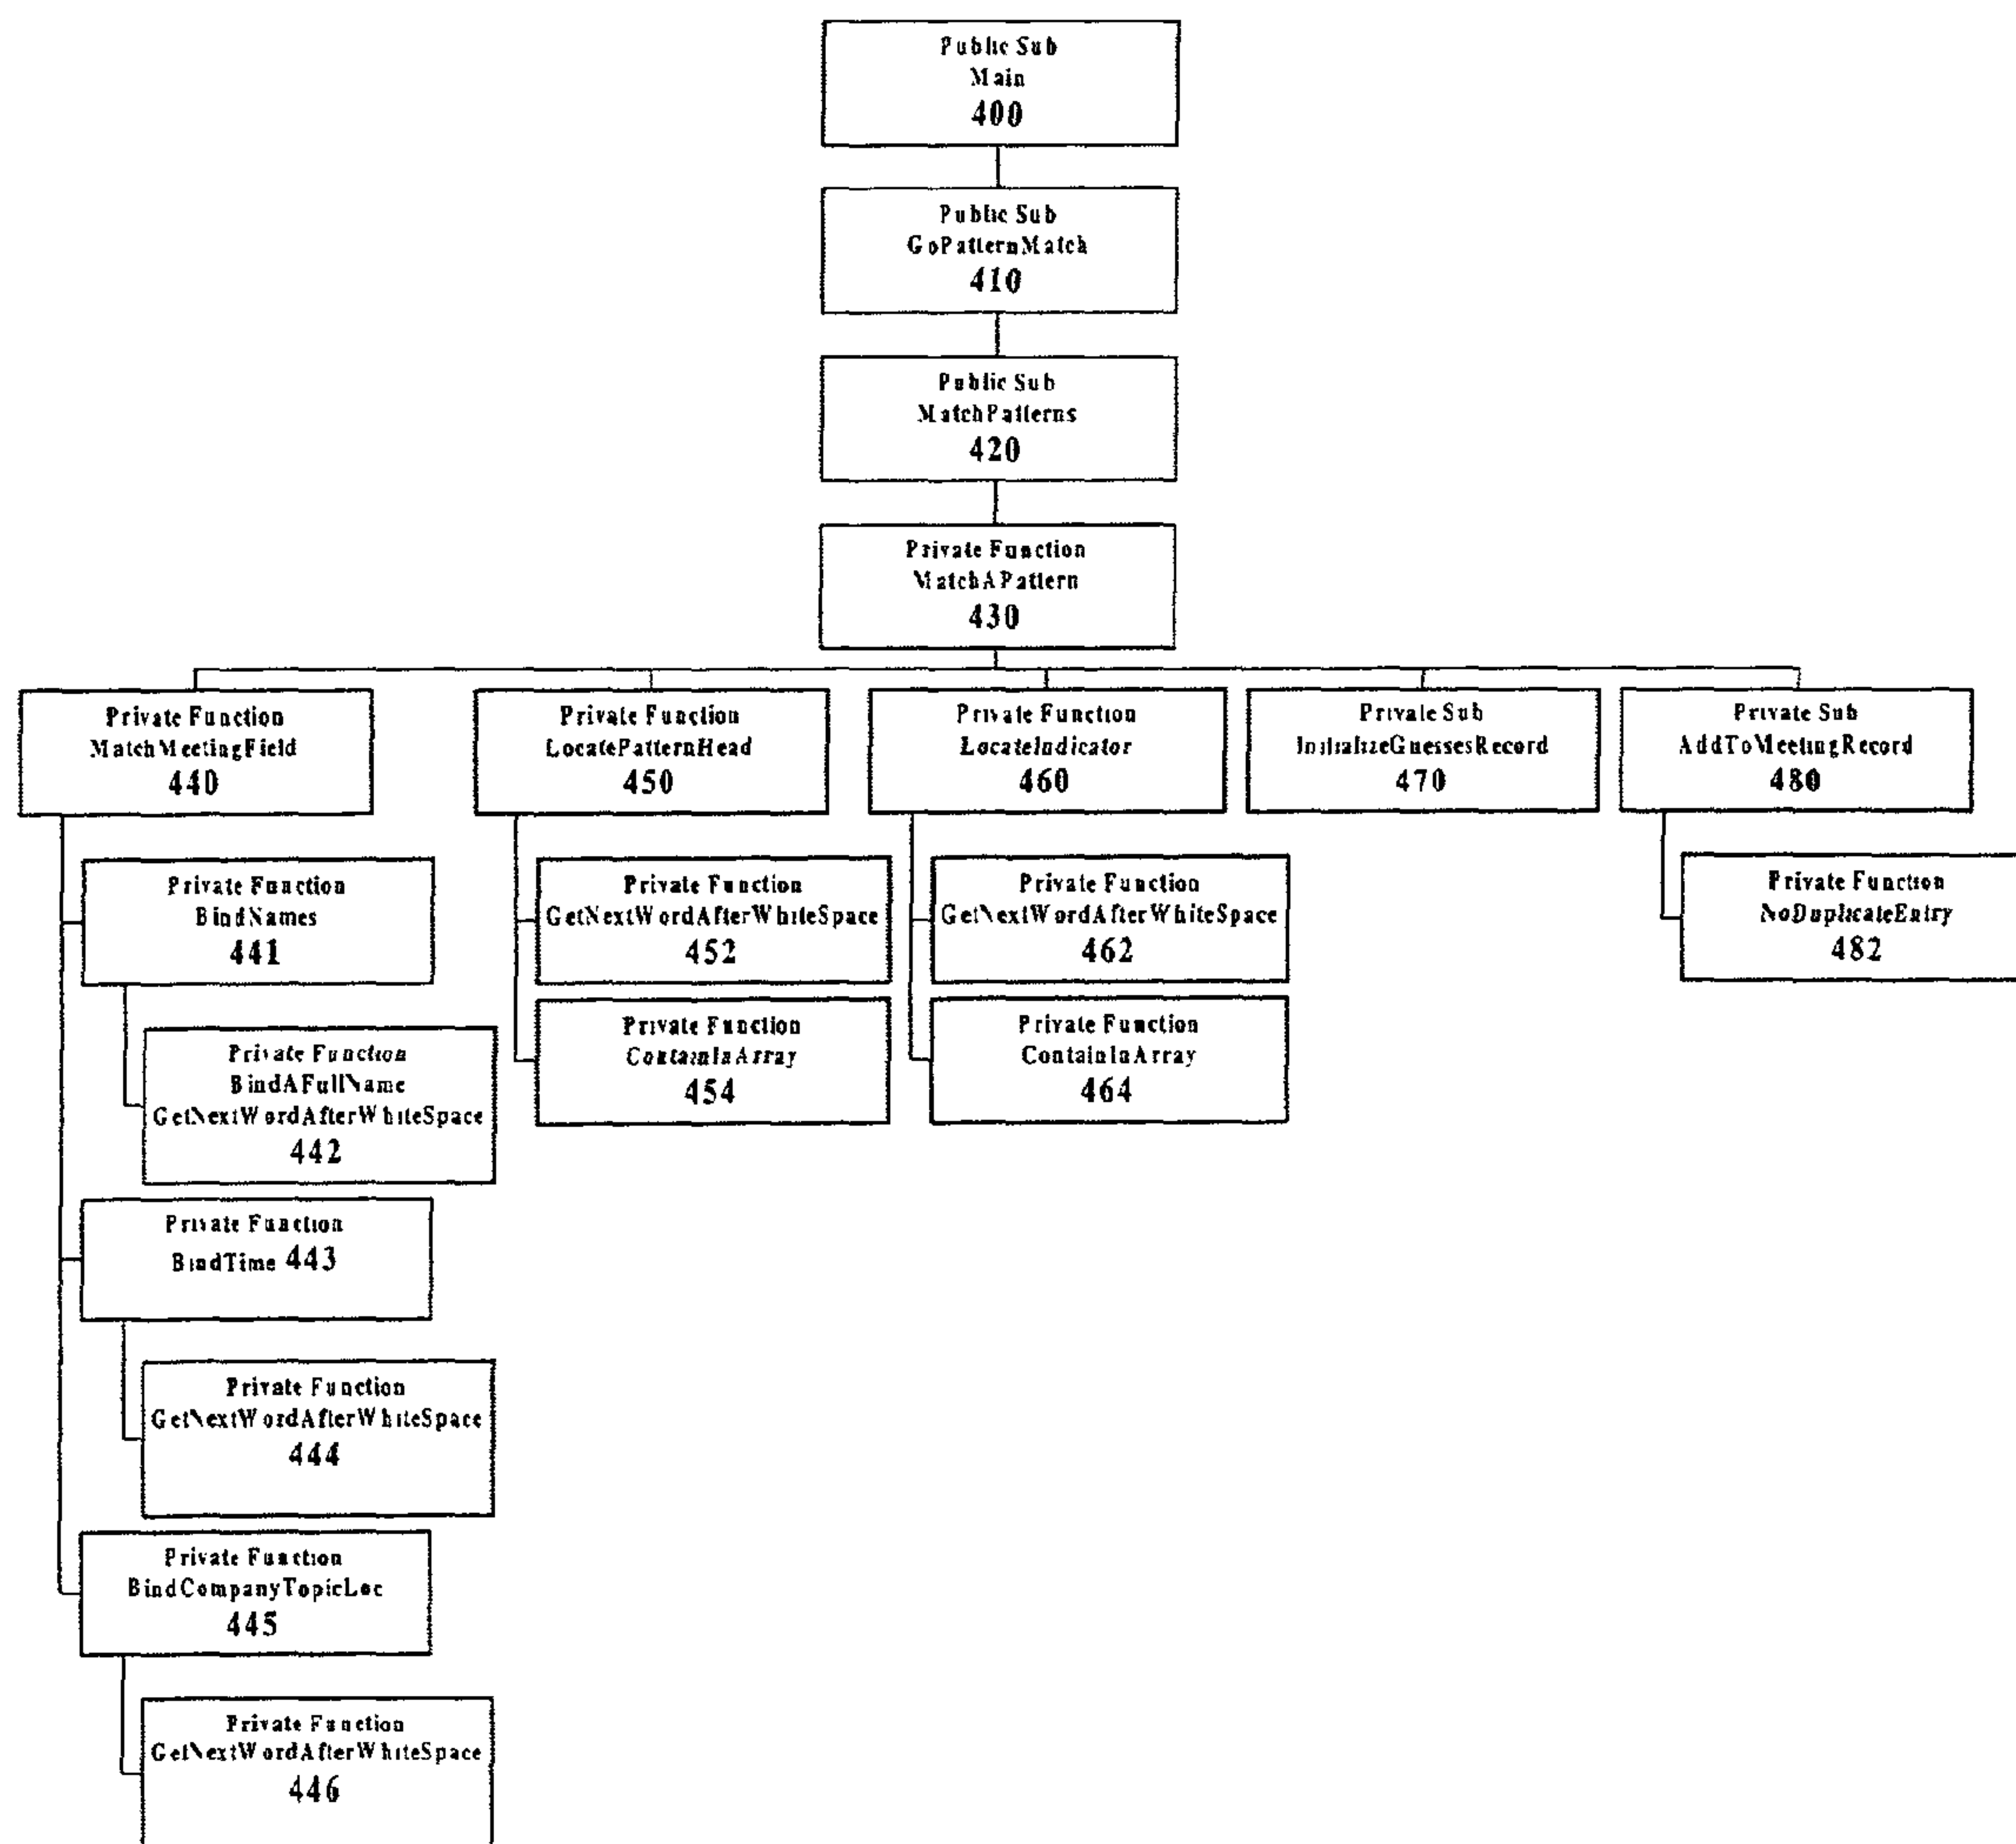 Public Sub
Main
400
Public Sub
GoPatternMatch
410
Public Sub
MatchPatterns
420
Private Function
MatchAPattern
430
Private Function
MatchMeetingField
440
Private Function
LocatePatternHead
450
Private Function
LocateIndicator
460
Private Sub
InitializeGuessesRecord
470
Private Sub
AddToMeetingRecord
480
Private Function
BindNames
441
Private Function
GetNextWordAfterWhiteSpace
452
Private Function
GetNextWordAfterWhiteSpace
462
Private Function
NoDuplicateEntry
482
Private Function
BindAFullName
GetNextWordAfterWhiteSpace
442
Private Function
ContainInArray
454
Private Function
ContainInArray
464
Private Function
BindTime 443
Private Function
GetNextWordAfterWhiteSpace
444
Private Function
BindCompanyTopicLoc
445
Private Function
GetNextWordAfterWhiteSpace
446